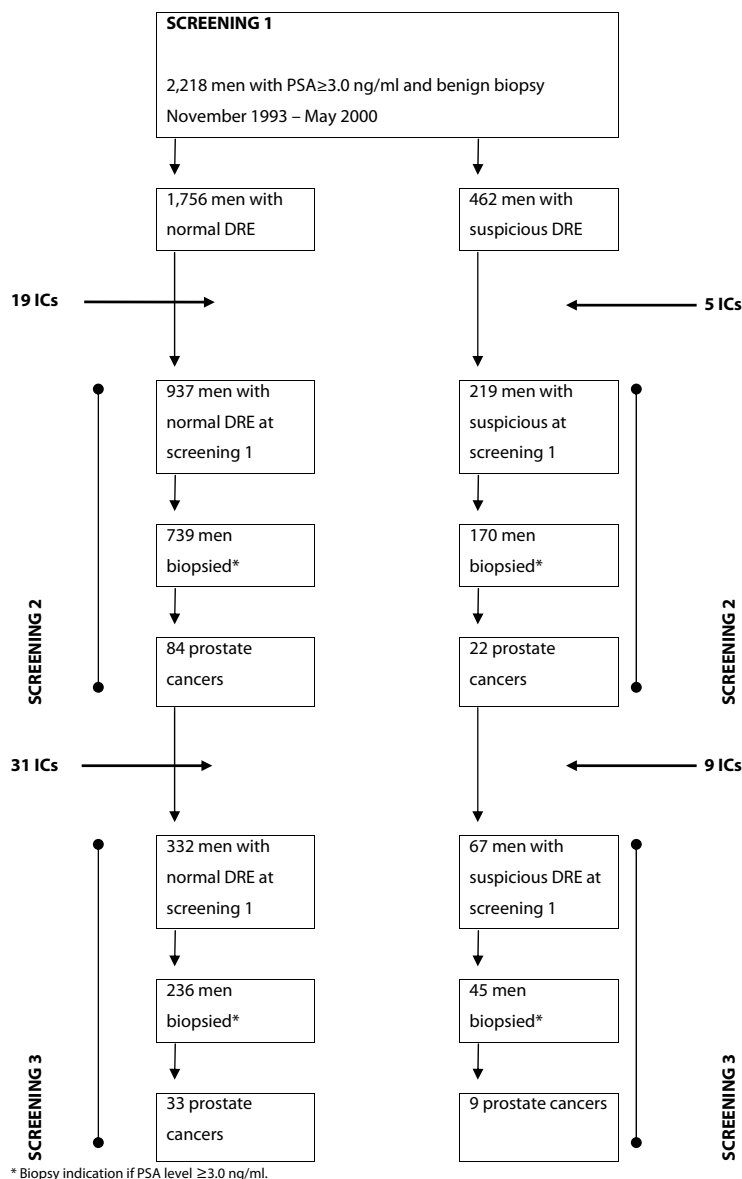 SCREENING 1
2,218 men with PSA≥3.0 ng/ml and benign biopsy
November 1993 – May 2000
1,756 men with
normal DRE
462 men with
suspicious DRE
19 ICs
5 ICs
937 men with
normal DRE at
screening 1
219 men with
suspicious at
screening 1
739 men
biopsied*
170 men
biopsied*
SCREENING 2
SCREENING 2
84 prostate
cancers
22 prostate
cancers
31 ICs
9 ICs
332 men with
normal DRE at
screening 1
67 men with
suspicious DRE at
screening 1
236 men
biopsied*
45 men
biopsied*
SCREENING 3
SCREENING 3
33 prostate
cancers
9 prostate cancers
* Biopsy indication if PSA level ≥3.0 ng/ml.